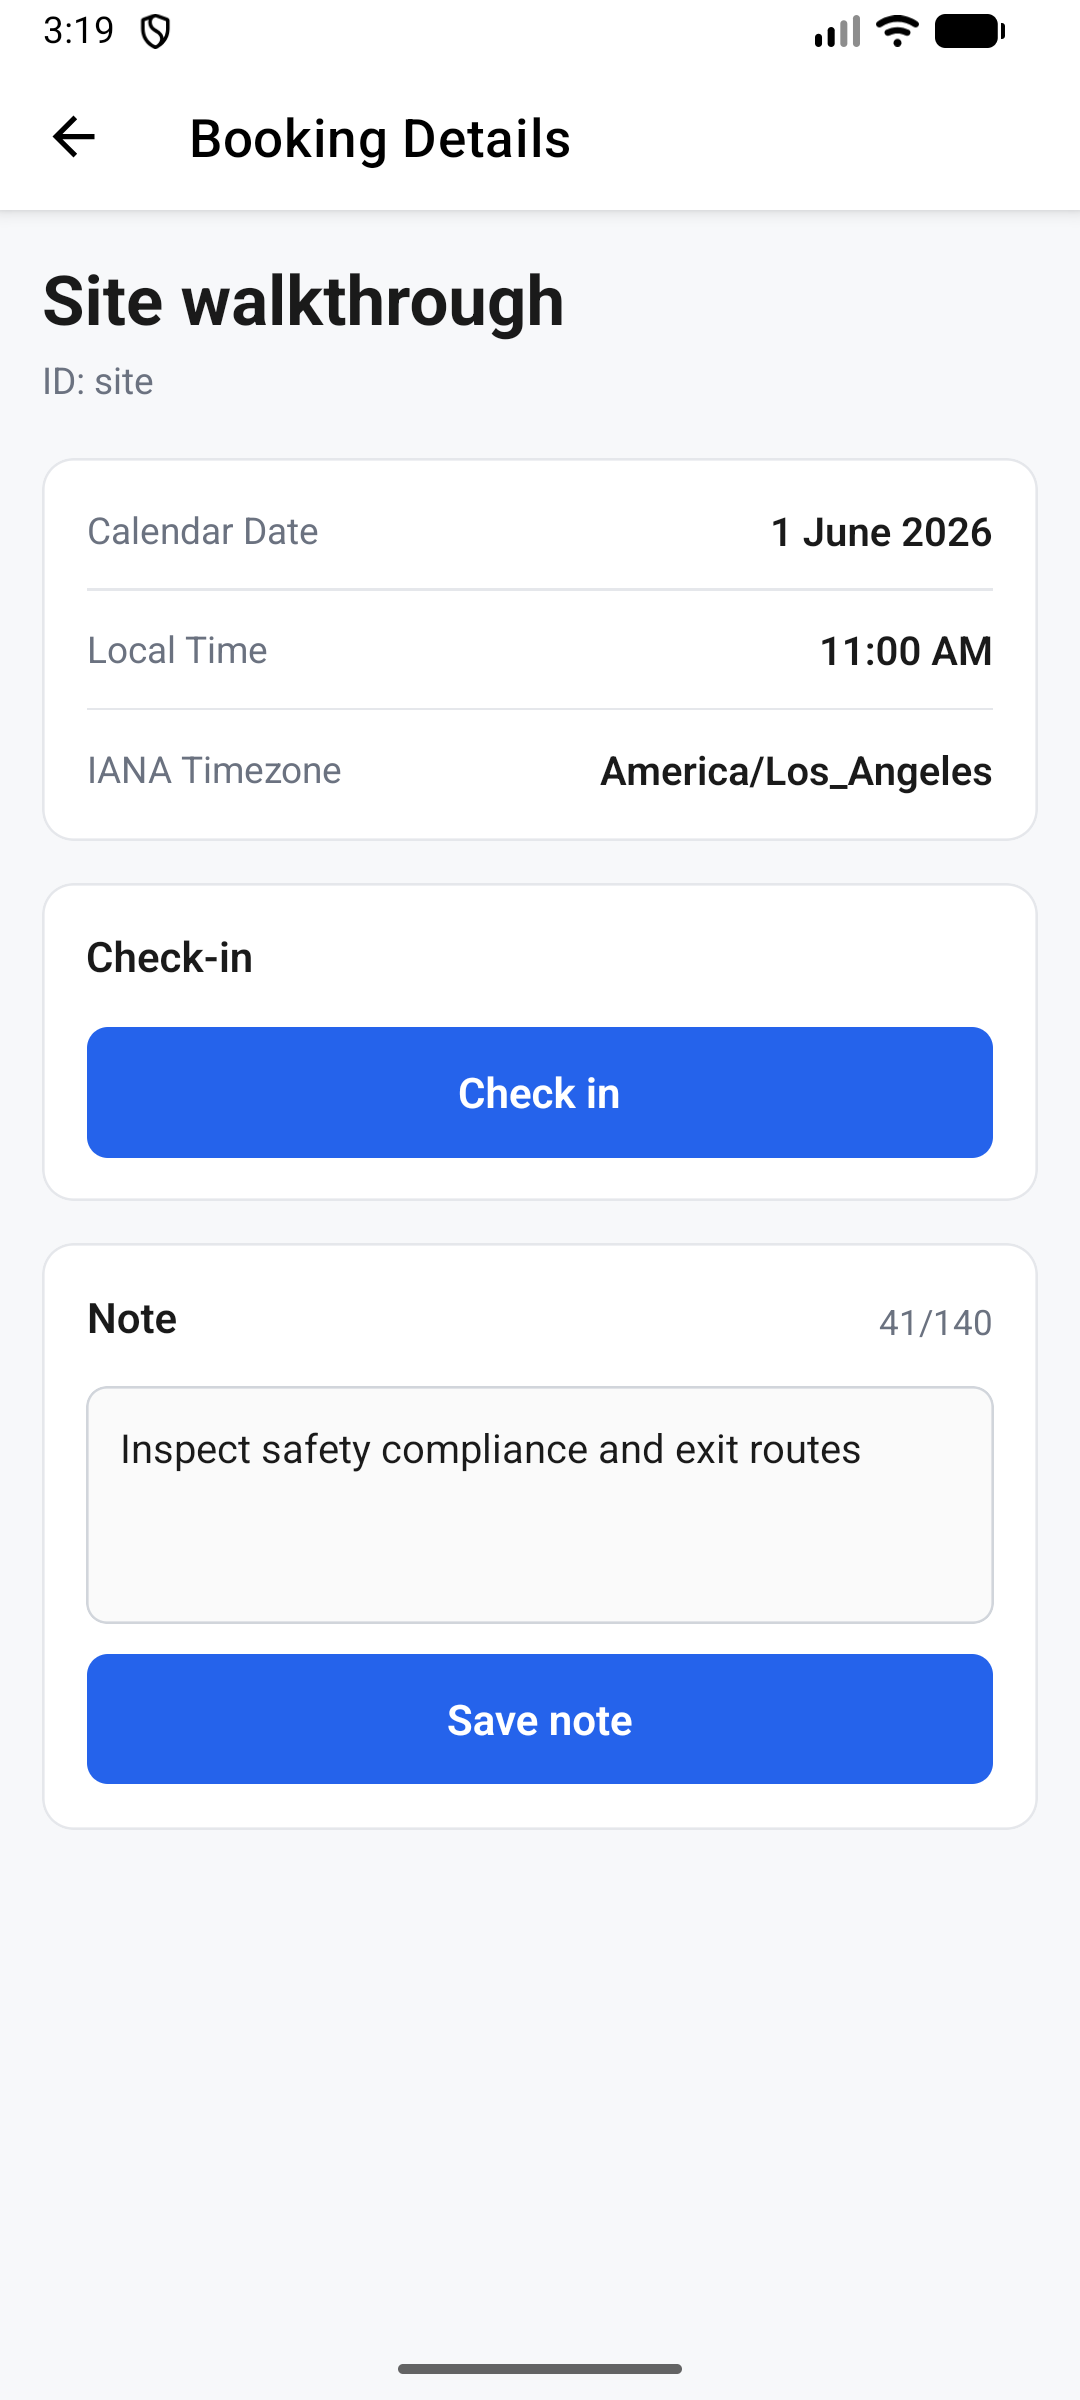 3:19
Booking Details
Site walkthrough
ID: site
Calendar Date 1 June 2026
Local Time 11:00 AM
IANA Timezone America/Los_Angeles
Check-in
Check in
Note 41/140
Inspect safety compliance and exit routes
Save note